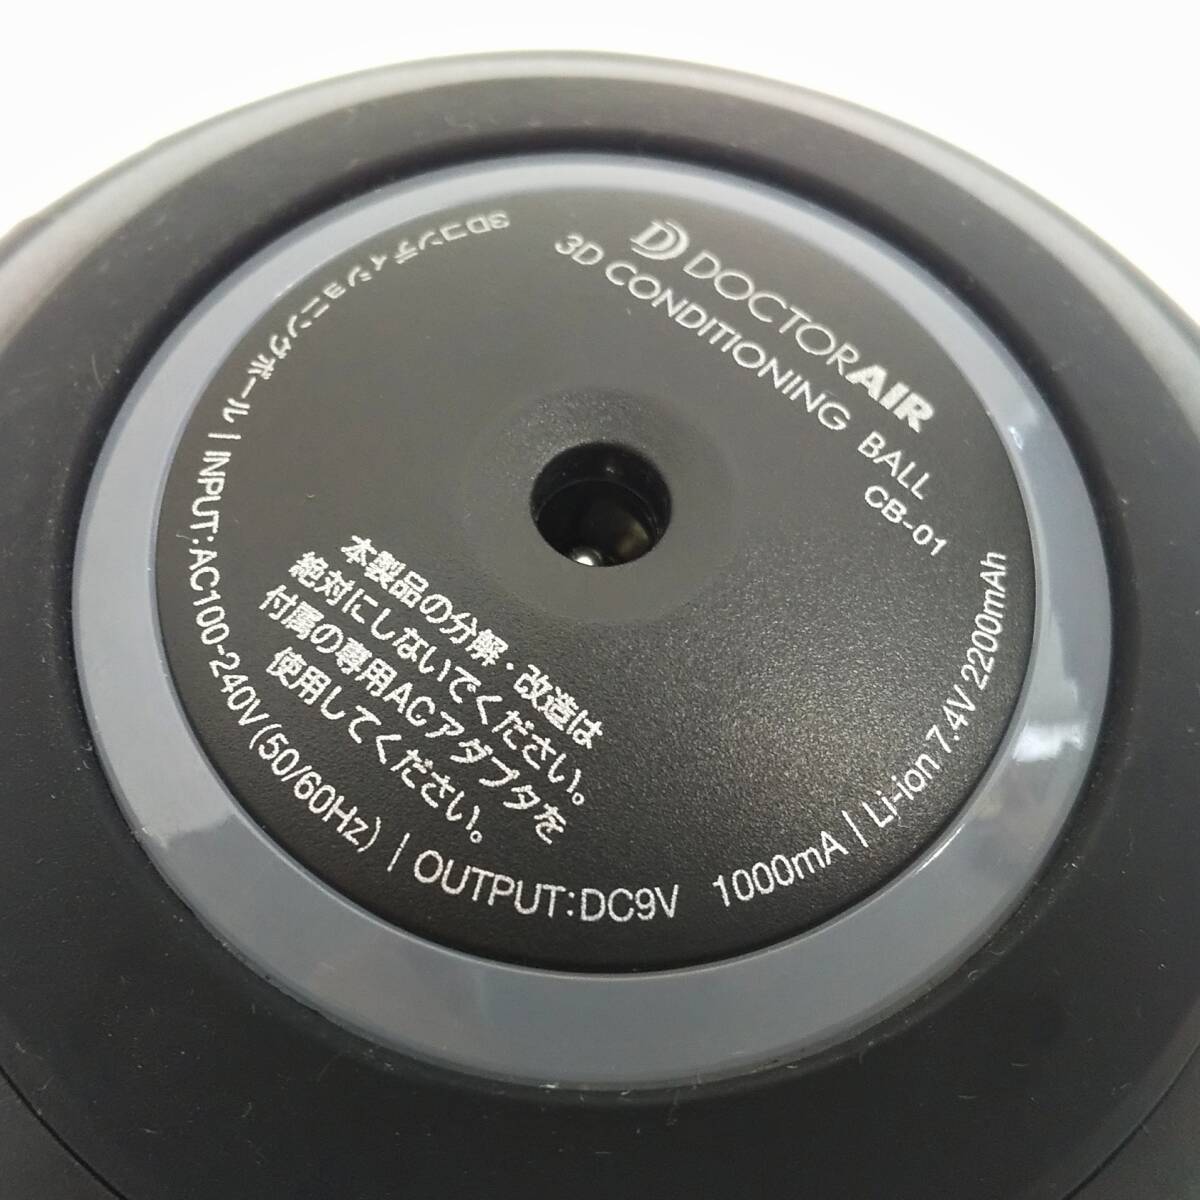 DOCTORAIR
3D CONDITIONING BALL
CB-01
3Dコンディショニングボール | INPUT:AC100-240V(50/60Hz) | OUTPUT:DC9V 1000mA | Li-ion 7.4V 2200mAh
本製品の分解・改造は
絶対にしないでください。
付属の専用ACアダプタを
使用してください。